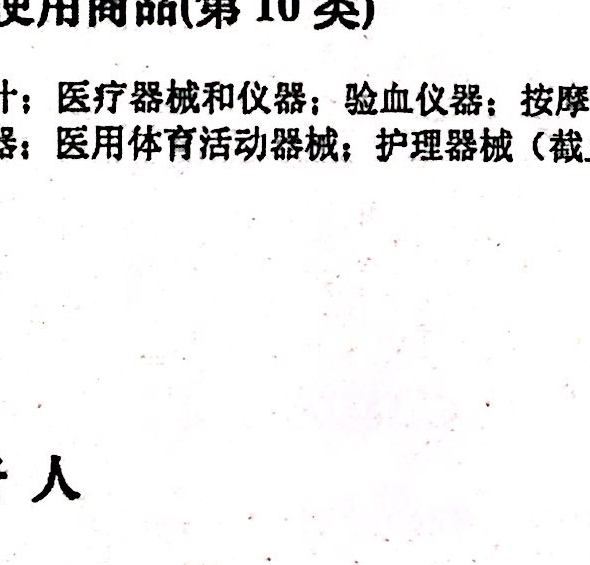 使用商品(第 10 类)
计；医疗器械和仪器；验血仪器；按摩
器；医用体育活动器械；护理器械（截
人